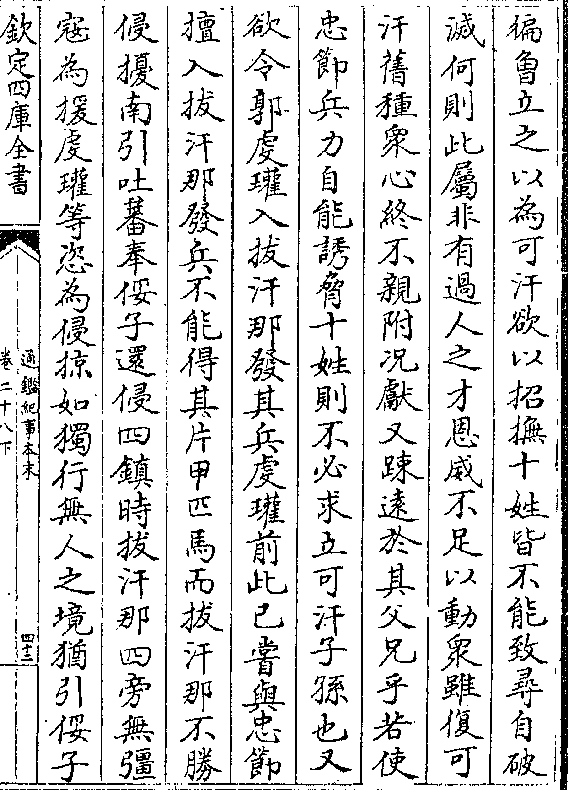 徧魯立之以為可汗欲以招撫十姓皆不能致尋自破
滅何則此屬非有過人之才恩威不足以動衆雖復可
汗舊種衆心終不親附况獻又踈遠於其父兄乎若使
忠節兵力自能誘脅十姓則不必求立可汗子孫也又
欲令郭虔瓘入拔汗那發其兵虔瓘前此已嘗與忠節
擅入拔汗那發兵不能得其片甲匹馬而拔汗那不勝
侵擾南引吐蕃奉俀子還侵四鎮時拔汗那四旁無彊
宼為援虔瓘等恣為侵掠如獨行無人之境猶引俀子
欽定四庫全書
通鑑紀事本末
卷二十八下
四十二